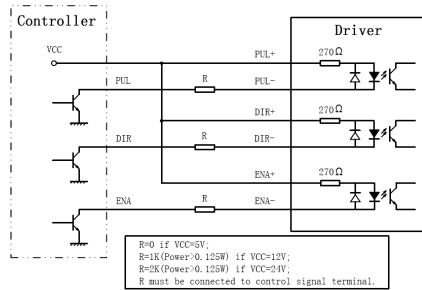 Controller
Driver
VCC
PUL+
270Ω
PUL
R
PUL-
DIR+
270Ω
DIR
R
DIR-
ENA+
270Ω
ENA
R
ENA-
R=0 if VCC=5V;
R=1K(Power>0.125W) if VCC=12V;
R=2K(Power>0.125W) if VCC=24V;
R must be connected to control signal terminal.